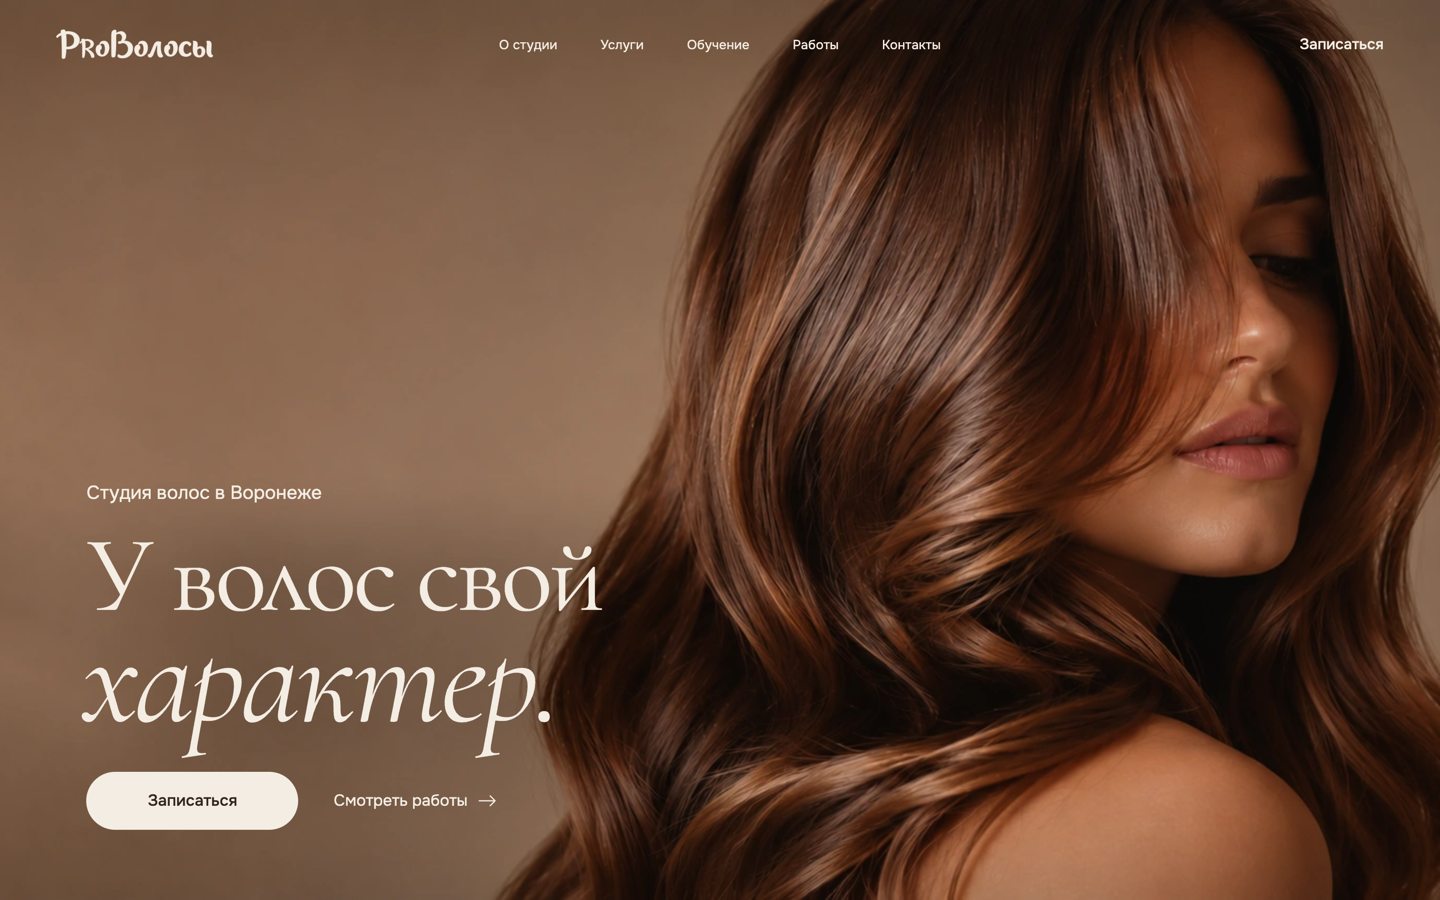 ProВолосы
О студии
Услуги
Обучение
Работы
Контакты
Записаться
Студия волос в Воронеже
У волос свой
характер.
Записаться
Смотреть работы →